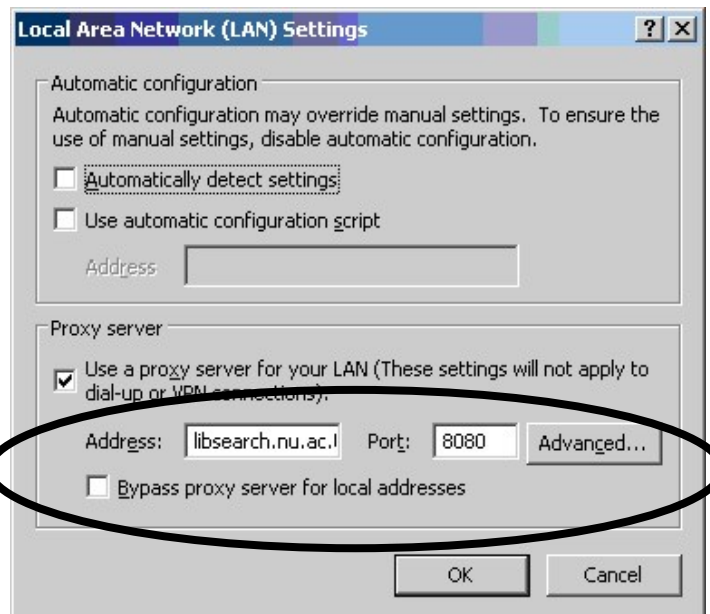 Local Area Network (LAN) Settings
Automatic configuration
Automatic configuration may override manual settings. To ensure the
use of manual settings, disable automatic configuration.
Automatically detect settings
Use automatic configuration script
Address
Proxy server
Use a proxy server for your LAN (These settings will not apply to
dial-up or VPN connections).
Address: libsearch.nu.ac. Port: 8080 Advanced...
Bypass proxy server for local addresses
OK Cancel